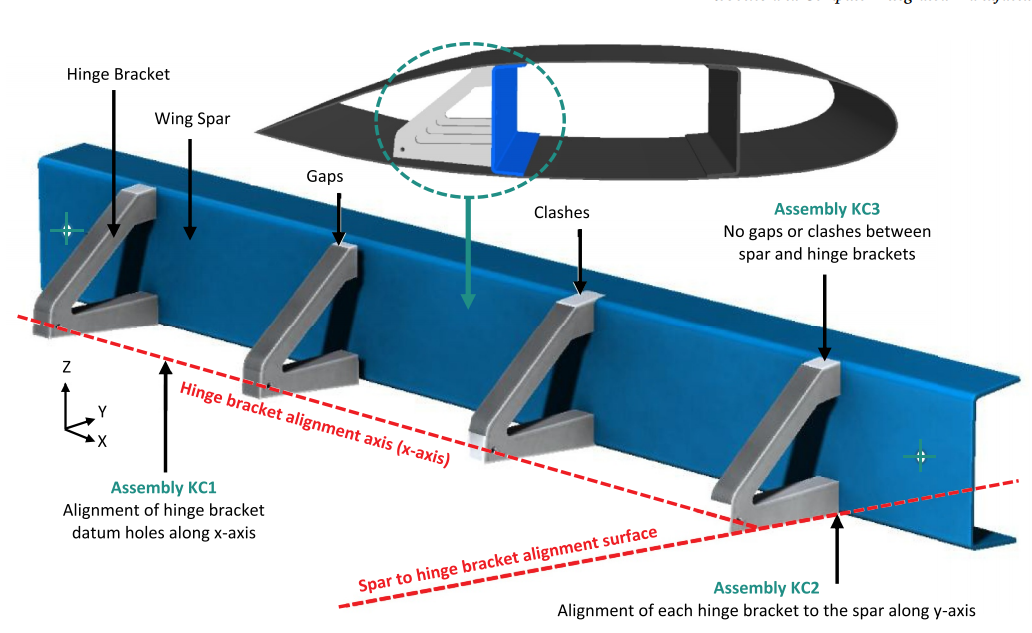 Hinge Bracket
Wing Spar
Gaps
Clashes
Assembly KC3
No gaps or clashes between
spar and hinge brackets
Z
Y
X
Hinge bracket alignment axis (x-axis)
Assembly KC1
Alignment of hinge bracket
datum holes along x-axis
Spar to hinge bracket alignment surface
Assembly KC2
Alignment of each hinge bracket to the spar along y-axis